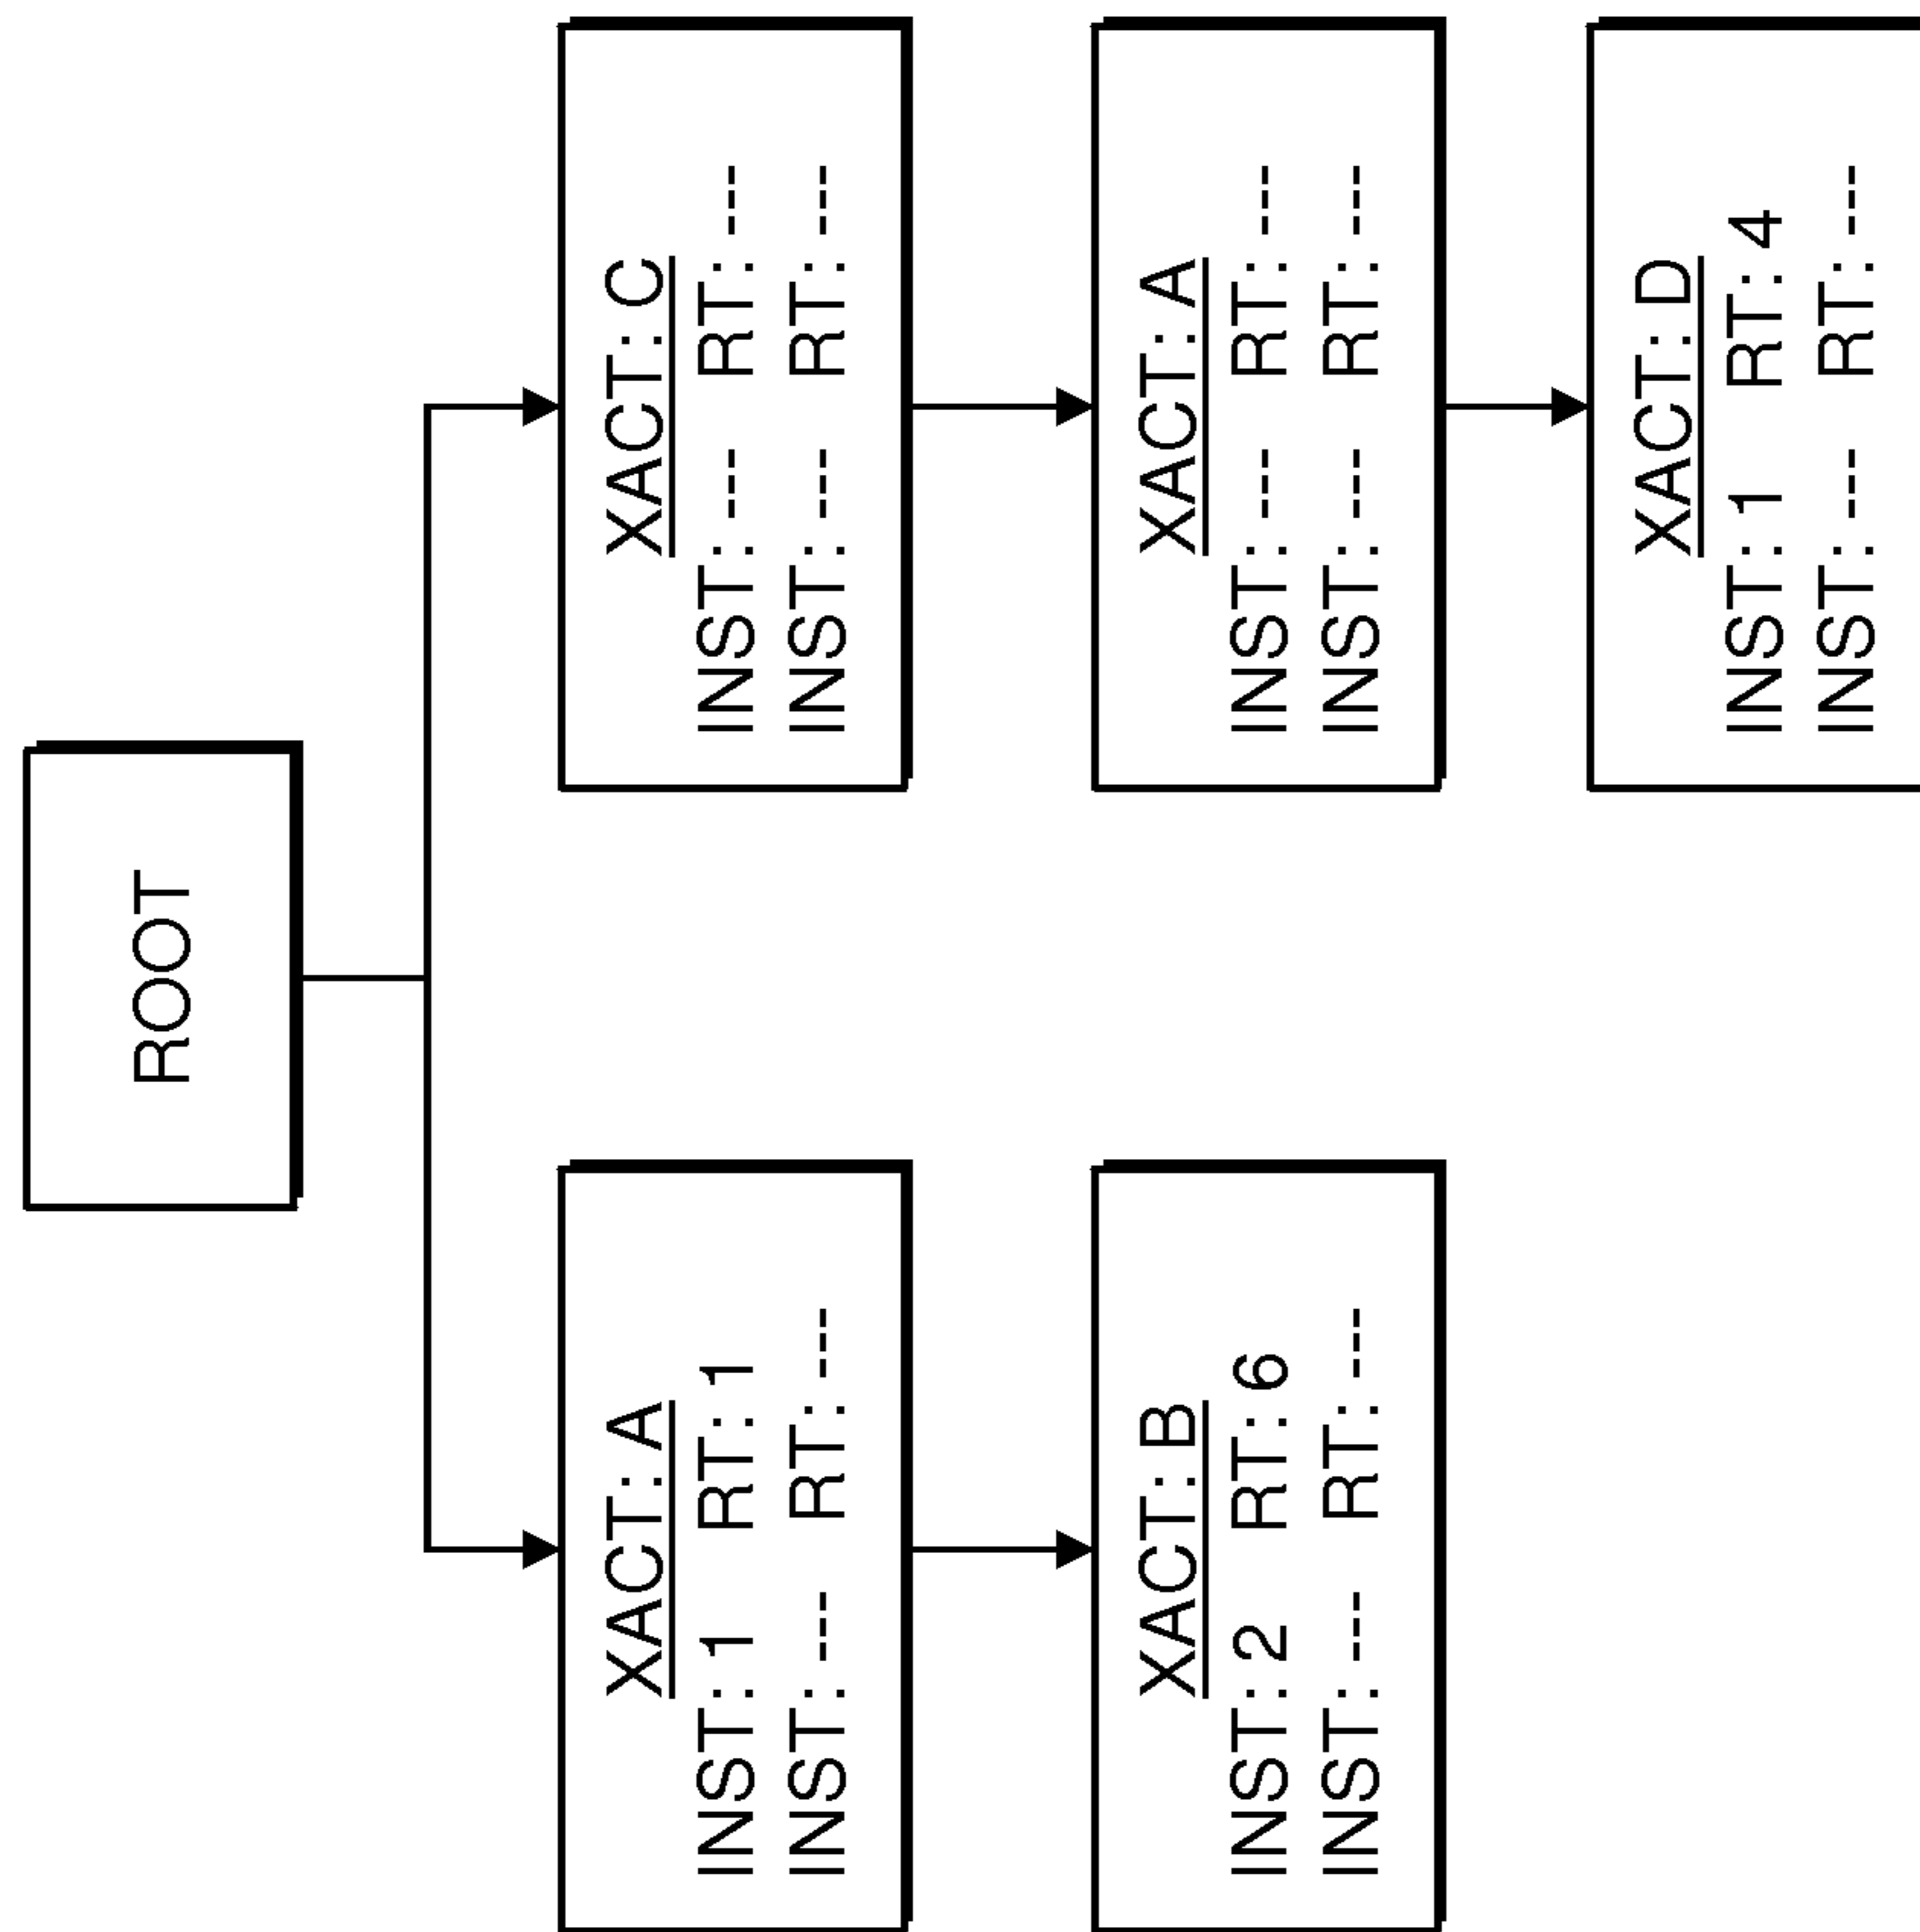 ROOT
XACT: A
INST: 1 RT: 1
INST: --- RT: ---
XACT: C
INST: --- RT: ---
INST: --- RT: ---
XACT: B
INST: 2 RT: 6
INST: --- RT: ---
XACT: A
INST: --- RT: ---
INST: --- RT: ---
XACT: D
INST: 1 RT: 4
INST: --- RT: ---